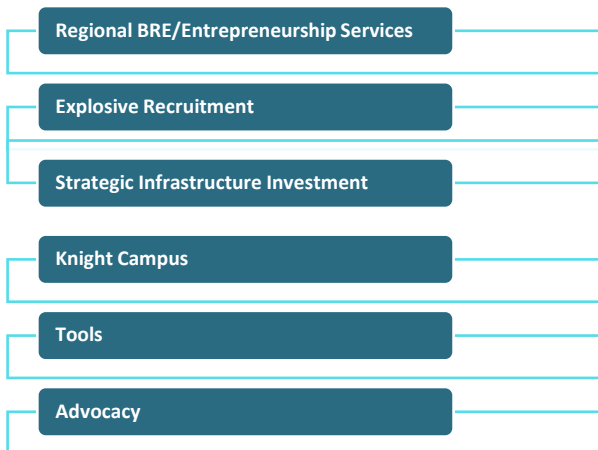 Regional BRE/Entrepreneurship Services
Explosive Recruitment
Strategic Infrastructure Investment
Knight Campus
Tools
Advocacy